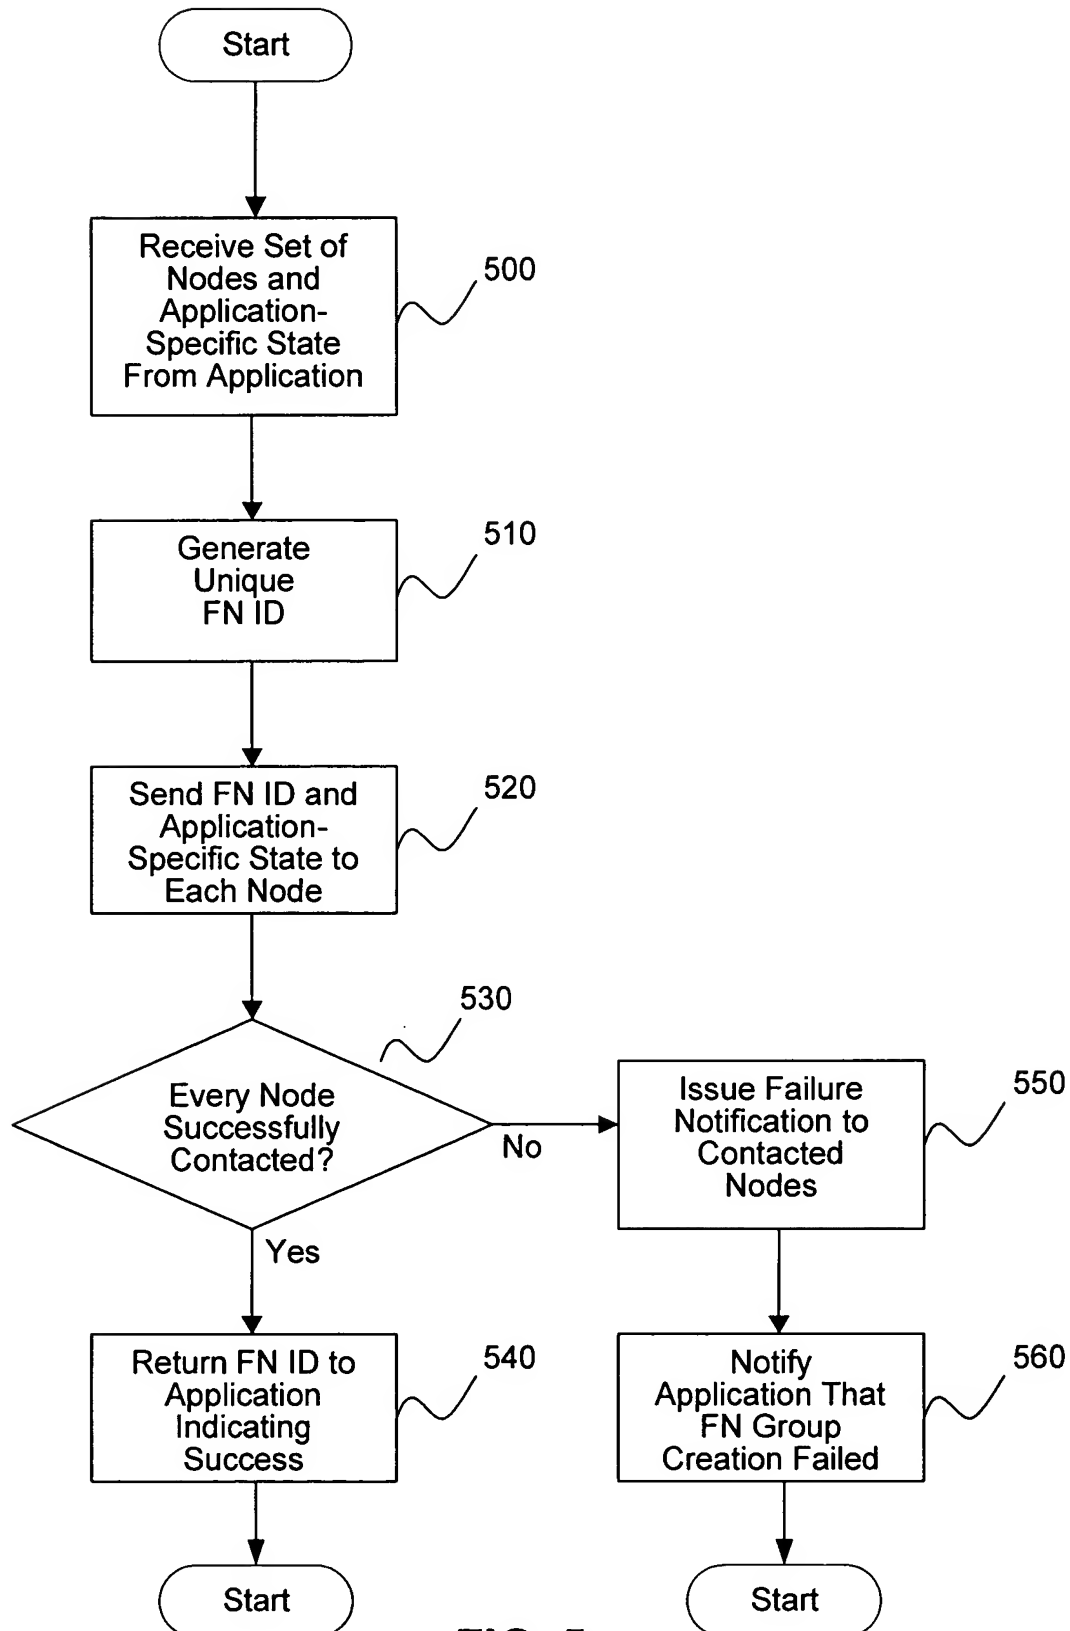 Start
Receive Set of
Nodes and
Application-
Specific State
From Application
500
Generate
Unique
FN ID
510
Send FN ID and
Application-
Specific State to
Each Node
520
530
Every Node
Successfully
Contacted?
No
Yes
Issue Failure
Notification to
Contacted
Nodes
550
Return FN ID to
Application
Indicating
Success
540
Notify
Application That
FN Group
Creation Failed
560
Start
Start